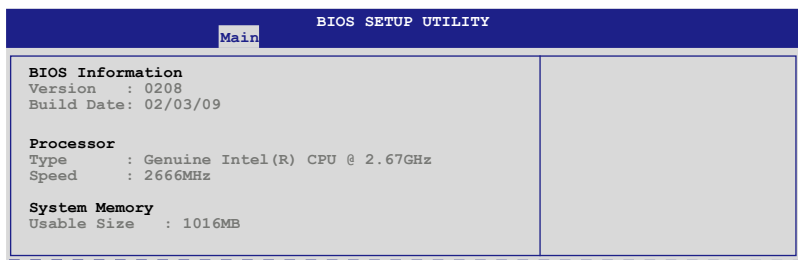 BIOS SETUP UTILITY
Main
BIOS Information
Version : 0208
Build Date: 02/03/09
Processor
Type : Genuine Intel(R) CPU @ 2.67GHz
Speed : 2666MHz
System Memory
Usable Size : 1016MB